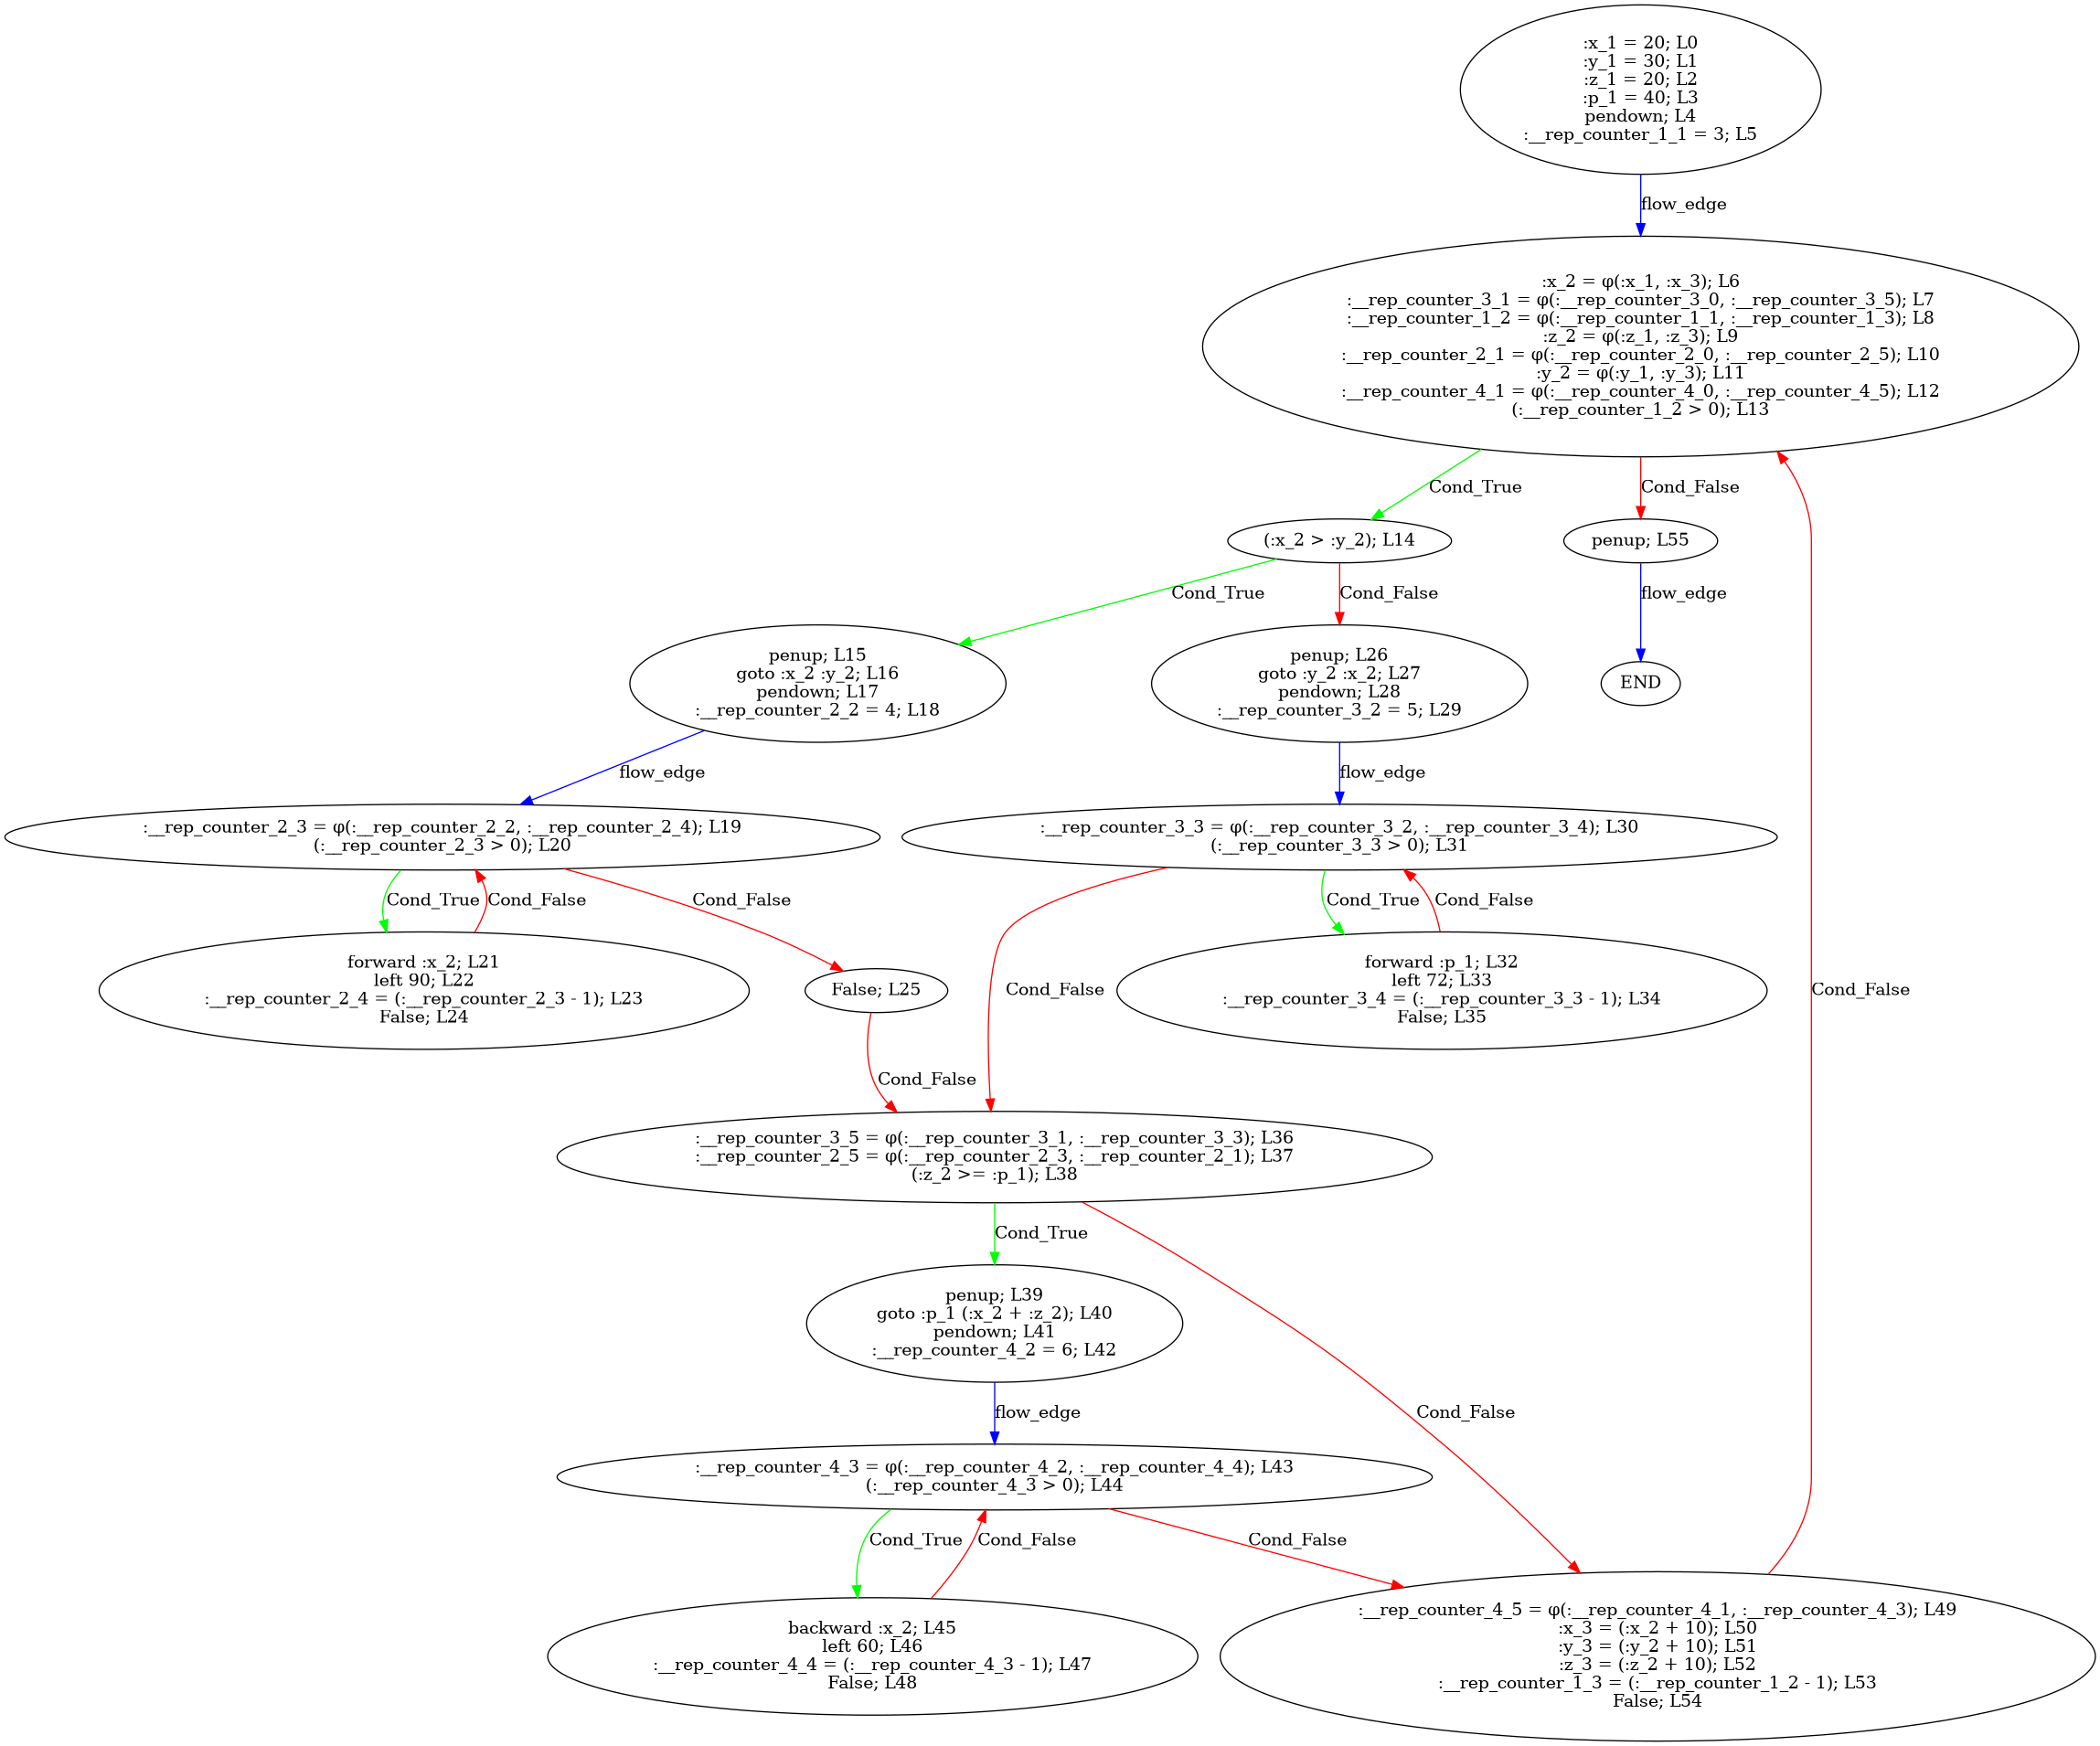 :x_1 = 20; L0
:y_1 = 30; L1
:z_1 = 20; L2
:p_1 = 40; L3
pendown; L4
:__rep_counter_1_1 = 3; L5
flow_edge
:x_2 = φ(:x_1, :x_3); L6
:__rep_counter_3_1 = φ(:__rep_counter_3_0, :__rep_counter_3_5); L7
:__rep_counter_1_2 = φ(:__rep_counter_1_1, :__rep_counter_1_3); L8
:z_2 = φ(:z_1, :z_3); L9
:__rep_counter_2_1 = φ(:__rep_counter_2_0, :__rep_counter_2_5); L10
:y_2 = φ(:y_1, :y_3); L11
:__rep_counter_4_1 = φ(:__rep_counter_4_0, :__rep_counter_4_5); L12
(:__rep_counter_1_2 > 0); L13
Cond_True
Cond_False
(:x_2 > :y_2); L14
penup; L55
Cond_True
Cond_False
flow_edge
penup; L15
goto :x_2 :y_2; L16
pendown; L17
:__rep_counter_2_2 = 4; L18
penup; L26
goto :y_2 :x_2; L27
pendown; L28
:__rep_counter_3_2 = 5; L29
END
flow_edge
flow_edge
:__rep_counter_2_3 = φ(:__rep_counter_2_2, :__rep_counter_2_4); L19
(:__rep_counter_2_3 > 0); L20
:__rep_counter_3_3 = φ(:__rep_counter_3_2, :__rep_counter_3_4); L30
(:__rep_counter_3_3 > 0); L31
Cond_True
Cond_False
Cond_False
Cond_True
Cond_False
forward :x_2; L21
left 90; L22
:__rep_counter_2_4 = (:__rep_counter_2_3 - 1); L23
False; L24
False; L25
Cond_False
forward :p_1; L32
left 72; L33
:__rep_counter_3_4 = (:__rep_counter_3_3 - 1); L34
False; L35
Cond_False
Cond_False
:__rep_counter_3_5 = φ(:__rep_counter_3_1, :__rep_counter_3_3); L36
:__rep_counter_2_5 = φ(:__rep_counter_2_3, :__rep_counter_2_1); L37
(:z_2 >= :p_1); L38
Cond_True
penup; L39
goto :p_1 (:x_2 + :z_2); L40
pendown; L41
:__rep_counter_4_2 = 6; L42
flow_edge
Cond_False
:__rep_counter_4_3 = φ(:__rep_counter_4_2, :__rep_counter_4_4); L43
(:__rep_counter_4_3 > 0); L44
Cond_True
Cond_False
Cond_False
backward :x_2; L45
left 60; L46
:__rep_counter_4_4 = (:__rep_counter_4_3 - 1); L47
False; L48
:__rep_counter_4_5 = φ(:__rep_counter_4_1, :__rep_counter_4_3); L49
:x_3 = (:x_2 + 10); L50
:y_3 = (:y_2 + 10); L51
:z_3 = (:z_2 + 10); L52
:__rep_counter_1_3 = (:__rep_counter_1_2 - 1); L53
False; L54